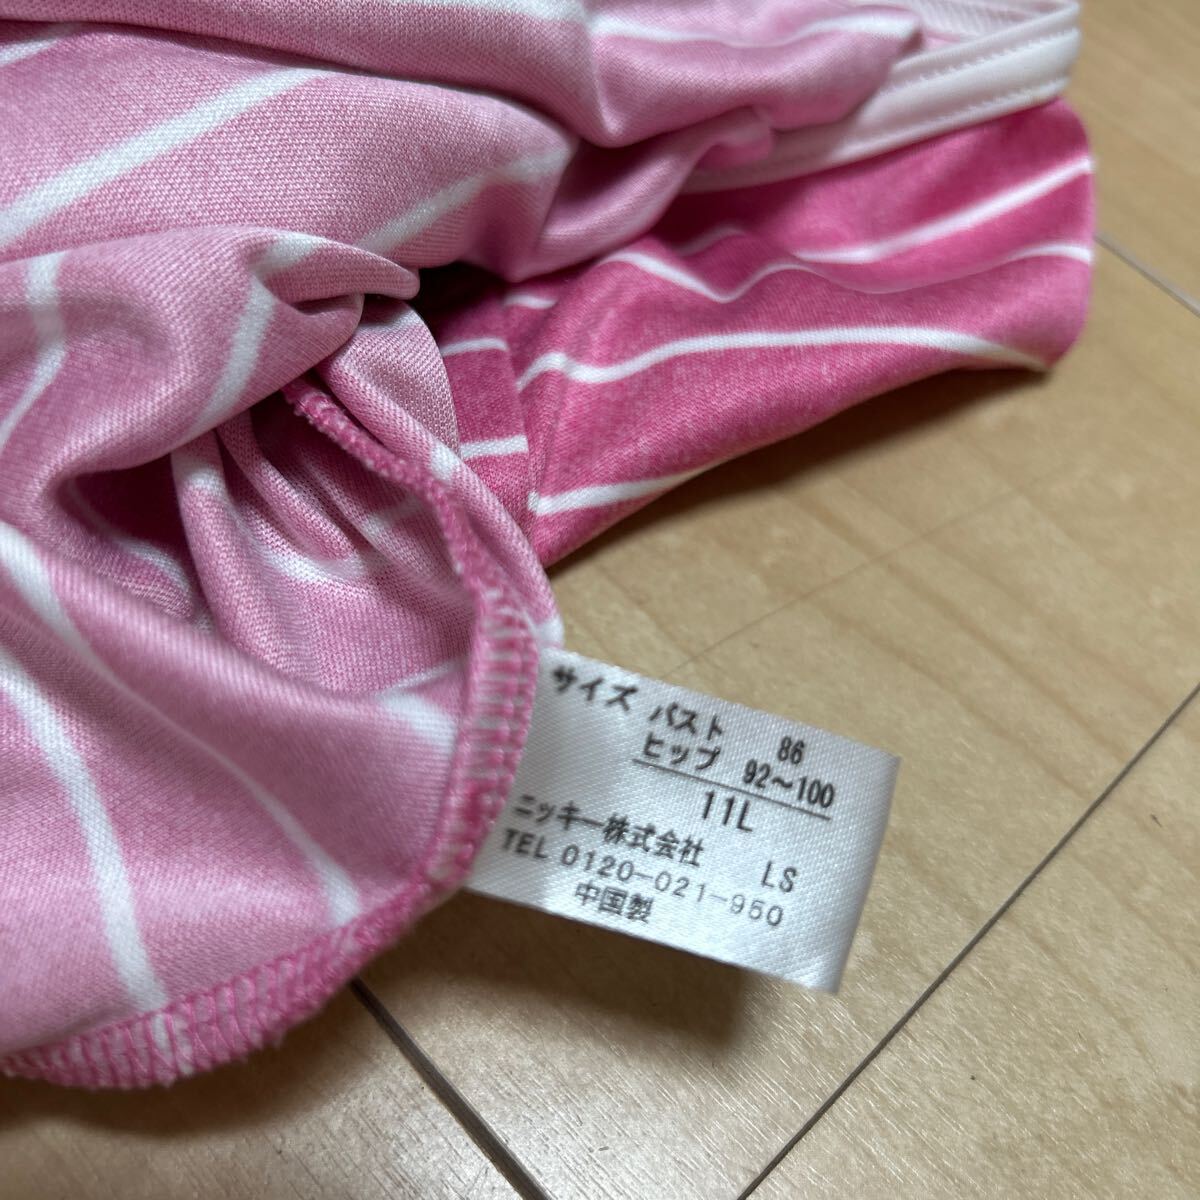 サイズ バスト 86
ヒップ 92〜100
11L
ニッキー株式会社 LS
TEL 0120-021-950
中国製